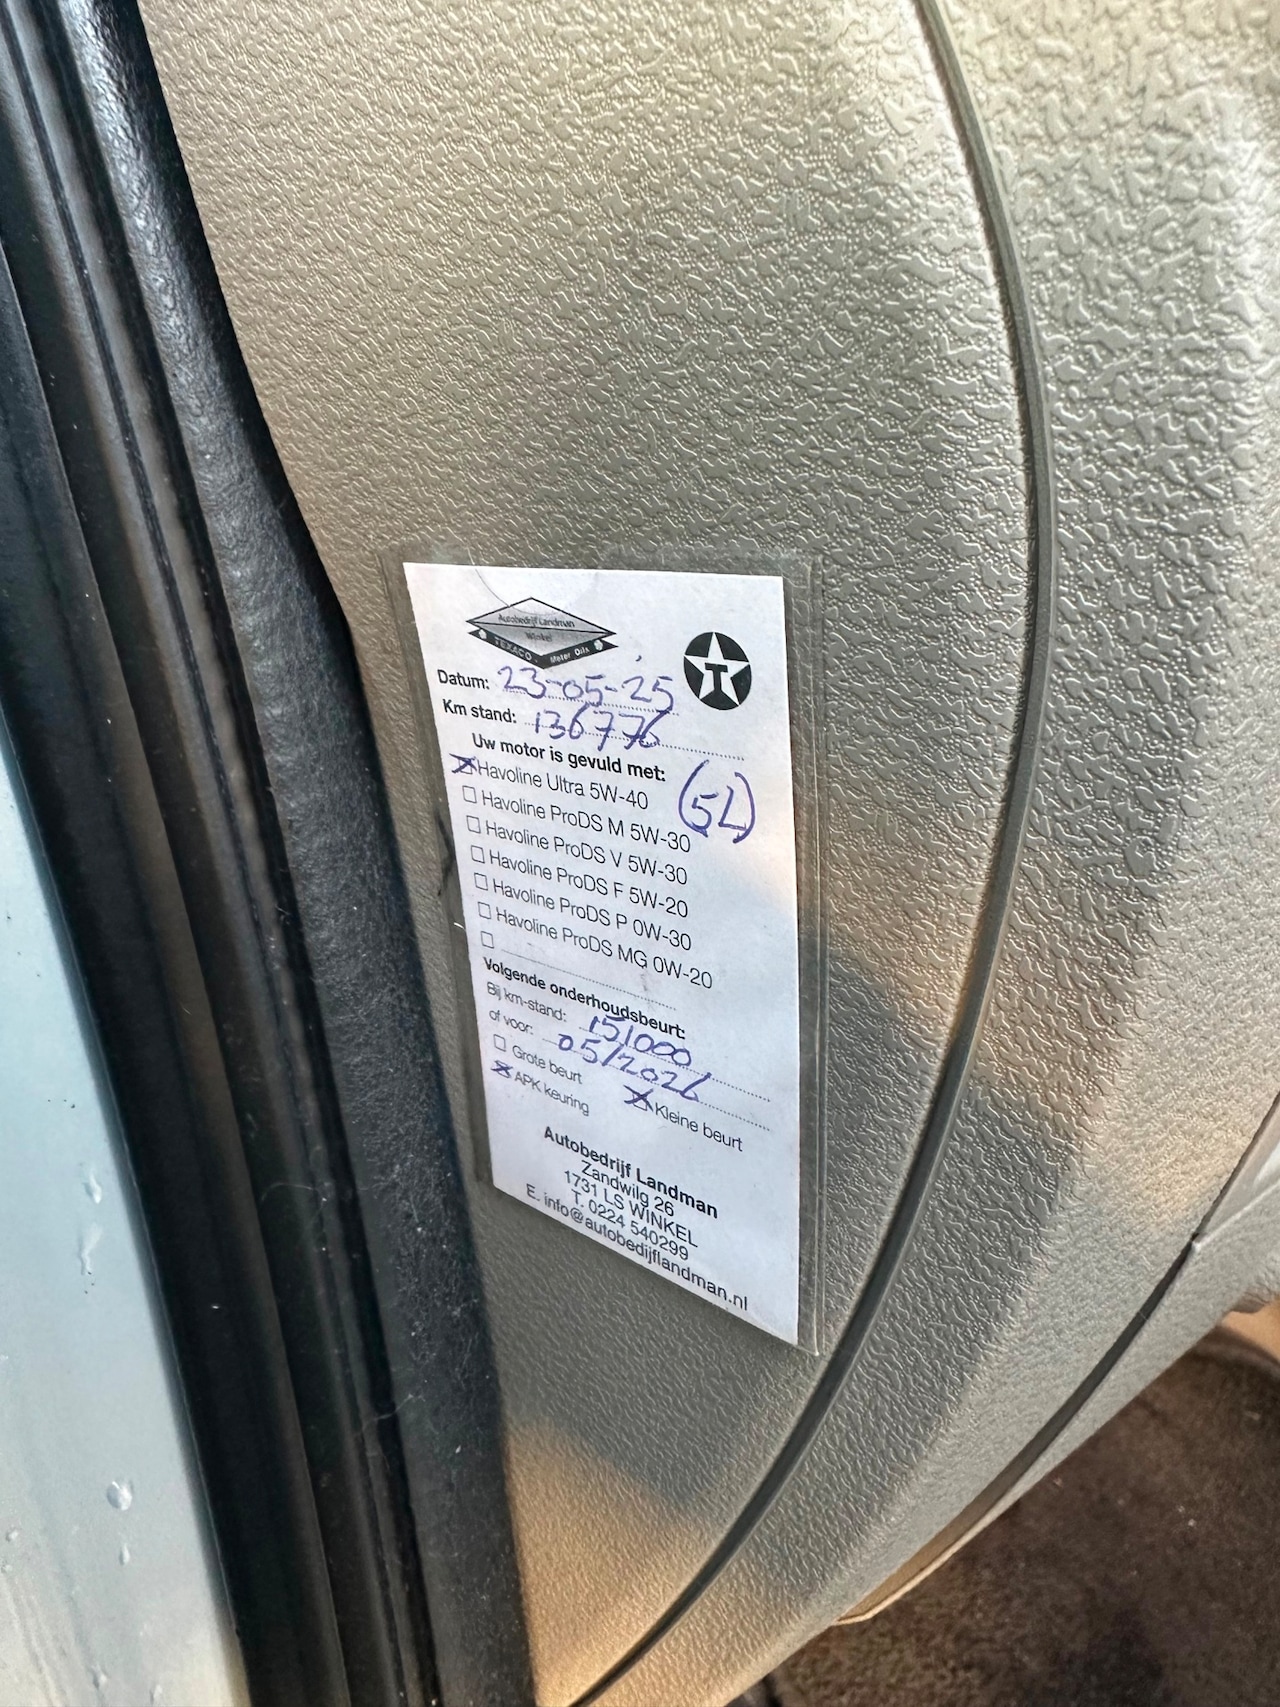 Autobedrijf Landman
Winkel
TEXACO Motor Oils
T
Datum: 23-05-25
Km stand: 136776
Uw motor is gevuld met:
Havoline Ultra 5W-40 (5L)
Havoline ProDS M 5W-30
Havoline ProDS V 5W-30
Havoline ProDS F 5W-20
Havoline ProDS P 0W-30
Havoline ProDS MG 0W-20
Volgende onderhoudsbeurt:
Bij km-stand: 151000
of voor: 05/2026
Grote beurt
APK keuring Kleine beurt
Autobedrijf Landman
Zandwilg 26
1731 LS WINKEL
T. 0224 540299
E. info@autobedijflandman.nl